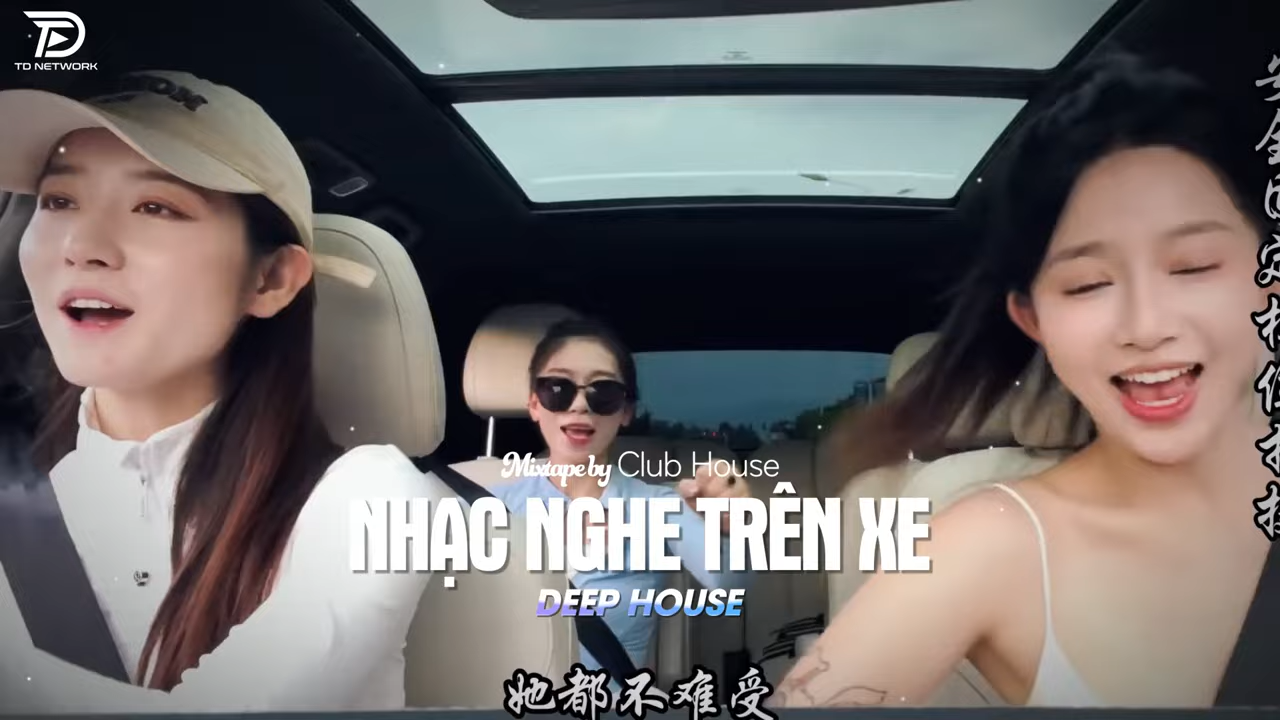 TD NETWORK
Mixtape by Club House
NHẠC NGHE TRÊN XE
DEEP HOUSE
她都不难受